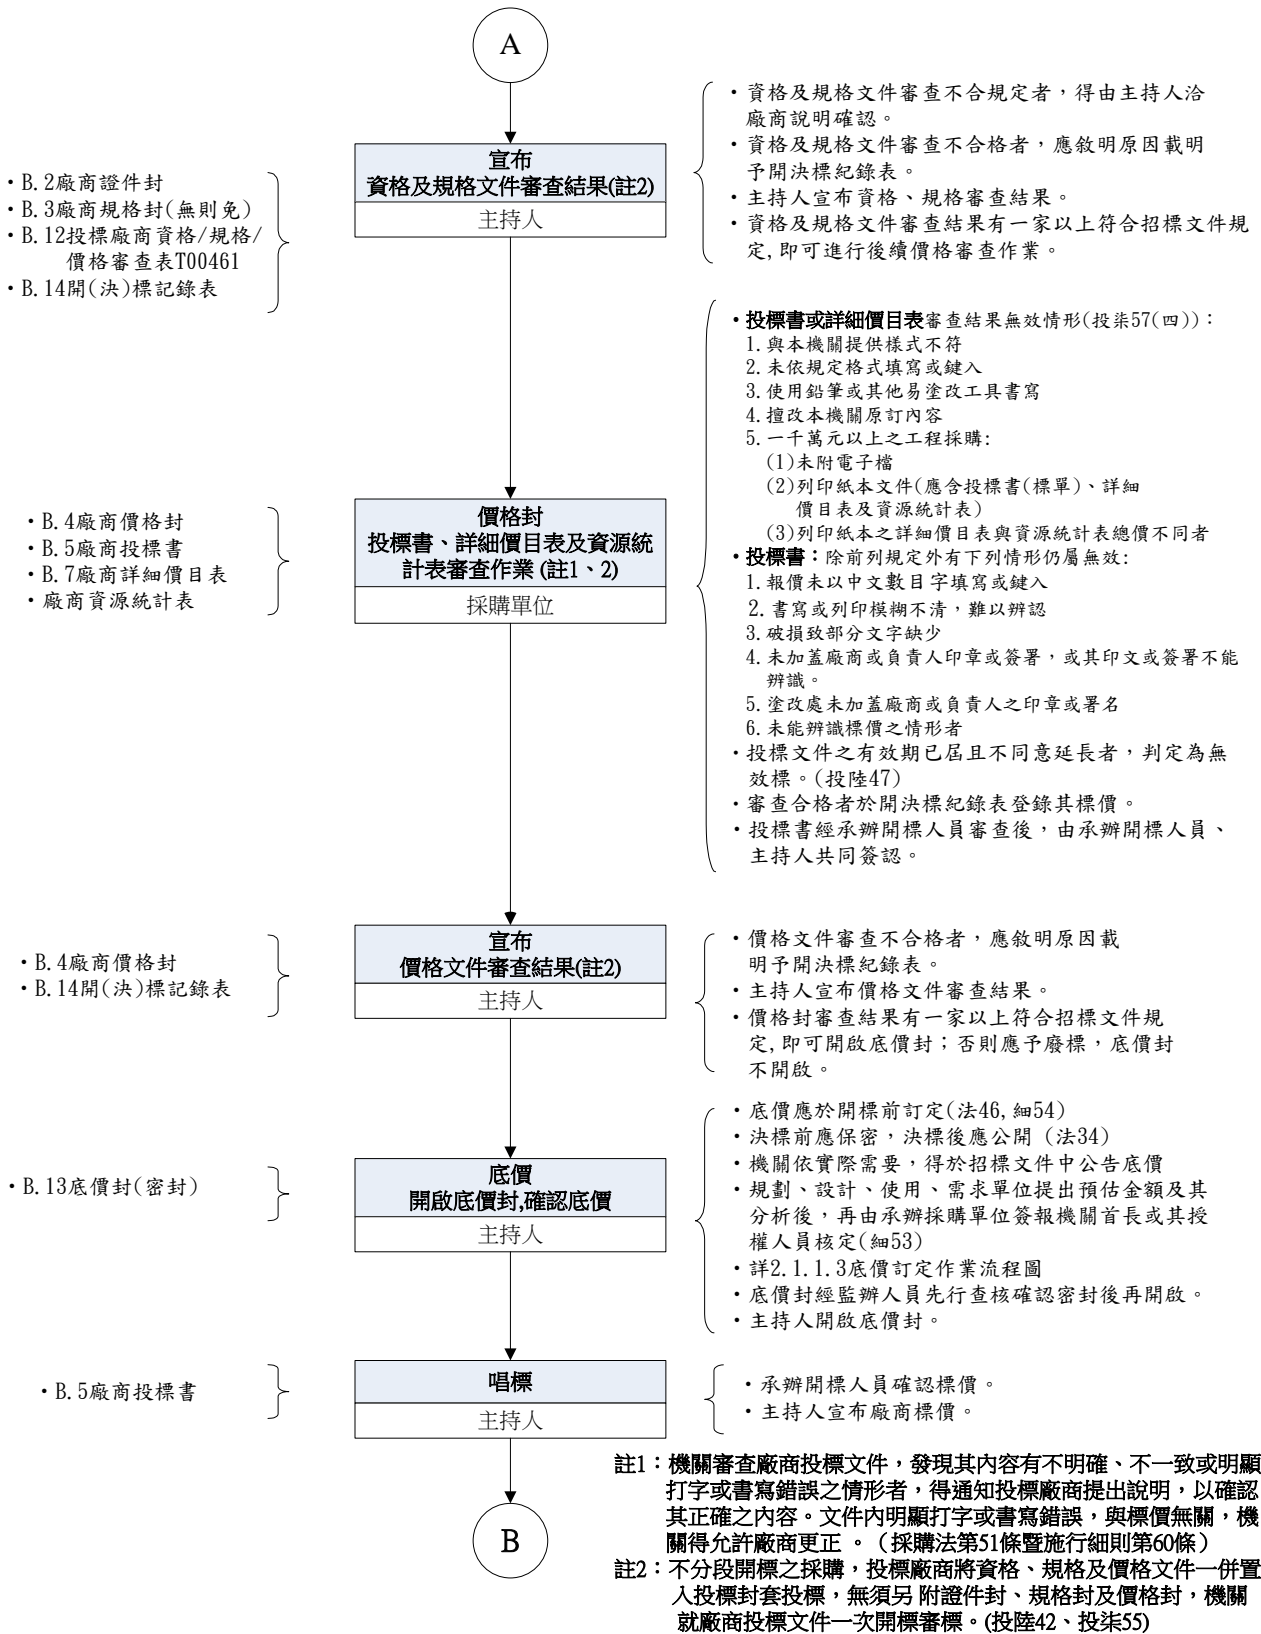 A
宣布
資格及規格文件審查結果(註2)
主持人
・B.2廠商證件封
・B.3廠商規格封(無則免)
・B.12投標廠商資格/規格/
價格審查表T00461
・B.14開(決)標記錄表
・資格及規格文件審查不合規定者，得由主持人洽
廠商說明確認。
・資格及規格文件審查不合格者，應敘明原因載明
予開決標紀錄表。
・主持人宣布資格、規格審查結果。
・資格及規格文件審查結果有一家以上符合招標文件規
定,即可進行後續價格審查作業。
價格封
投標書、詳細價目表及資源統
計表審查作業 (註1、2)
採購單位
・B.4廠商價格封
・B.5廠商投標書
・B.7廠商詳細價目表
・廠商資源統計表
・投標書或詳細價目表審查結果無效情形(投柒57(四))：
1.與本機關提供樣式不符
2.未依規定格式填寫或鍵入
3.使用鉛筆或其他易塗改工具書寫
4.擅改本機關原訂內容
5.一千萬元以上之工程採購:
(1)未附電子檔
(2)列印紙本文件(應含投標書(標單)、詳細
價目表及資源統計表)
(3)列印紙本之詳細價目表與資源統計表總價不同者
・投標書：除前列規定外有下列情形仍屬無效:
1.報價未以中文數目字填寫或鍵入
2.書寫或列印模糊不清，難以辨認
3.破損致部分文字缺少
4.未加蓋廠商或負責人印章或簽署，或其印文或簽署不能
辨識。
5.塗改處未加蓋廠商或負責人之印章或署名
6.未能辨識標價之情形者
・投標文件之有效期已屆且不同意延長者，判定為無
效標。(投陸47)
・審查合格者於開決標紀錄表登錄其標價。
・投標書經承辦開標人員審查後，由承辦開標人員、
主持人共同簽認。
宣布
價格文件審查結果(註2)
主持人
・B.4廠商價格封
・B.14開(決)標記錄表
・價格文件審查不合格者，應敘明原因載
明予開決標紀錄表。
・主持人宣布價格文件審查結果。
・價格封審查結果有一家以上符合招標文件規
定,即可開啟底價封；否則應予廢標，底價封
不開啟。
底價
開啟底價封,確認底價
主持人
・B.13底價封(密封)
・底價應於開標前訂定(法46,細54)
・決標前應保密，決標後應公開 (法34)
・機關依實際需要，得於招標文件中公告底價
・規劃、設計、使用、需求單位提出預估金額及其
分析後，再由承辦採購單位簽報機關首長或其授
權人員核定(細53)
・詳2.1.1.3底價訂定作業流程圖
・底價封經監辦人員先行查核確認密封後再開啟。
・主持人開啟底價封。
唱標
主持人
・B.5廠商投標書
・承辦開標人員確認標價。
・主持人宣布廠商標價。
B
註1：機關審查廠商投標文件，發現其內容有不明確、不一致或明顯
打字或書寫錯誤之情形者，得通知投標廠商提出說明，以確認
其正確之內容。文件內明顯打字或書寫錯誤，與標價無關，機
關得允許廠商更正 。（採購法第51條暨施行細則第60條）
註2：不分段開標之採購，投標廠商將資格、規格及價格文件一併置
入投標封套投標，無須另 附證件封、規格封及價格封，機關
就廠商投標文件一次開標審標。(投陸42、投柒55)